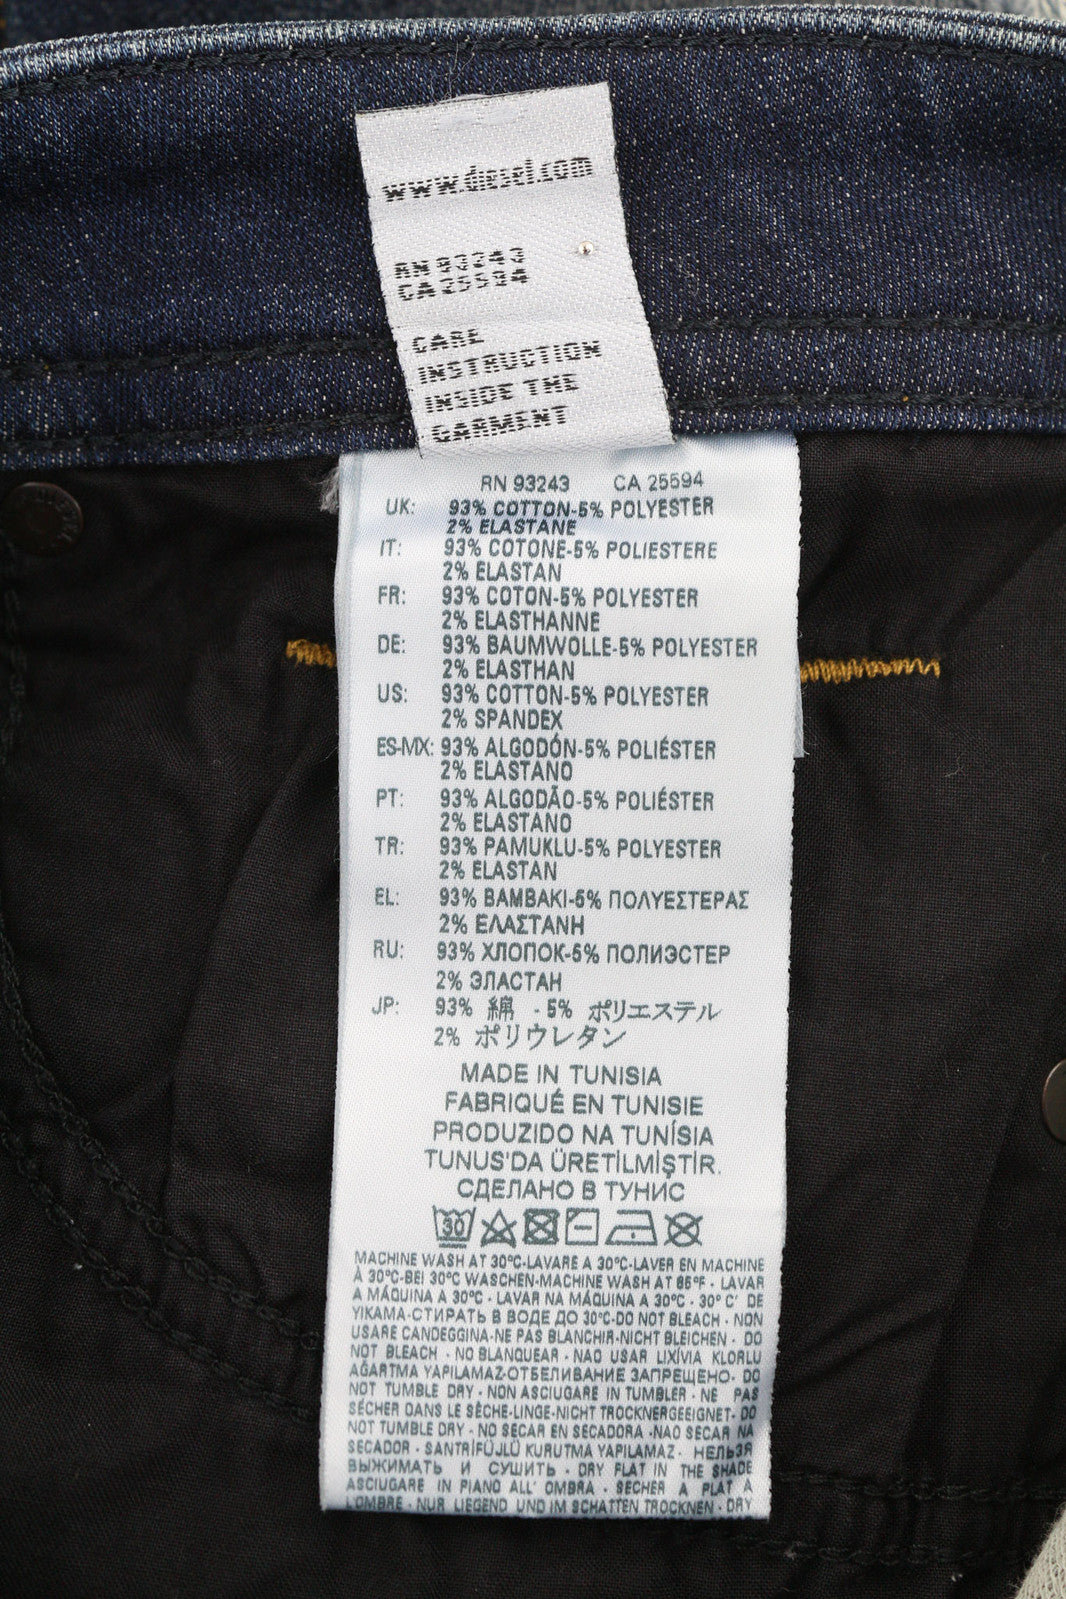 www.diesel.com
RN 93243
CA 25594
CARE
INSTRUCTION
INSIDE THE
GARMENT
RN 93243 CA 25594
UK: 93% COTTON-5% POLYESTER
2% ELASTANE
IT: 93% COTONE-5% POLIESTERE
2% ELASTAN
FR: 93% COTON-5% POLYESTER
2% ELASTHANNE
DE: 93% BAUMWOLLE-5% POLYESTER
2% ELASTHAN
US: 93% COTTON-5% POLYESTER
2% SPANDEX
ES-MX: 93% ALGODÓN-5% POLIÉSTER
2% ELASTANO
PT: 93% ALGODÃO-5% POLIÉSTER
2% ELASTANO
TR: 93% PAMUKLU-5% POLYESTER
2% ELASTAN
EL: 93% ΒΑΜΒΑΚΙ-5% ΠΟΛΥΕΣΤΕΡΑΣ
2% ΕΛΑΣΤΑΝΗ
RU: 93% ХЛОПОК-5% ПОЛИЭСТЕР
2% ЭЛАСТАН
JP: 93% 綿 - 5% ポリエステル
2% ポリウレタン
MADE IN TUNISIA
FABRIQUÉ EN TUNISIE
PRODUZIDO NA TUNÍSIA
TUNUS'DA ÜRETİLMİŞTİR.
СДЕЛАНО В ТУНИС
30
MACHINE WASH AT 30°C-LAVARE A 30°C-LAVER EN MACHINE
À 30°C-BEI 30°C WASCHEN-MACHINE WASH AT 85°F - LAVAR
A MÁQUINA A 30°C - LAVAR NA MÁQUINA A 30°C - 30° C' DE
YIKAMA-СТИРАТЬ В ВОДЕ ДО 30°C-DO NOT BLEACH - NON
USARE CANDEGGINA-NE PAS BLANCHIR-NICHT BLEICHEN - DO
NOT BLEACH - NO BLANQUEAR - NAO USAR LIXÍVIA KLORLU
AĞARTMA YAPILAMAZ-ОТБЕЛИВАНИЕ ЗАПРЕЩЕНО- DO
NOT TUMBLE DRY - NON ASCIUGARE IN TUMBLER - NE PAS
SÉCHER DANS LE SÈCHE-LINGE-NICHT TROCKNERGEEIGNET- DO
NOT TUMBLE DRY - NO SECAR EN SECADORA -NAO SECAR NA
SECADOR - SANTRİFÜJLÜ KURUTMA YAPILAMAZ - НЕЛЬЗЯ
ВЫЖИМАТЬ И СУШИТЬ - DRY FLAT IN THE SHADE
ASCIUGARE IN PIANO ALL' OMBRA - SÉCHER A PLAT A
L'OMBRE - NUR LIEGEND UND IM SCHATTEN TROCKNEN - DRY